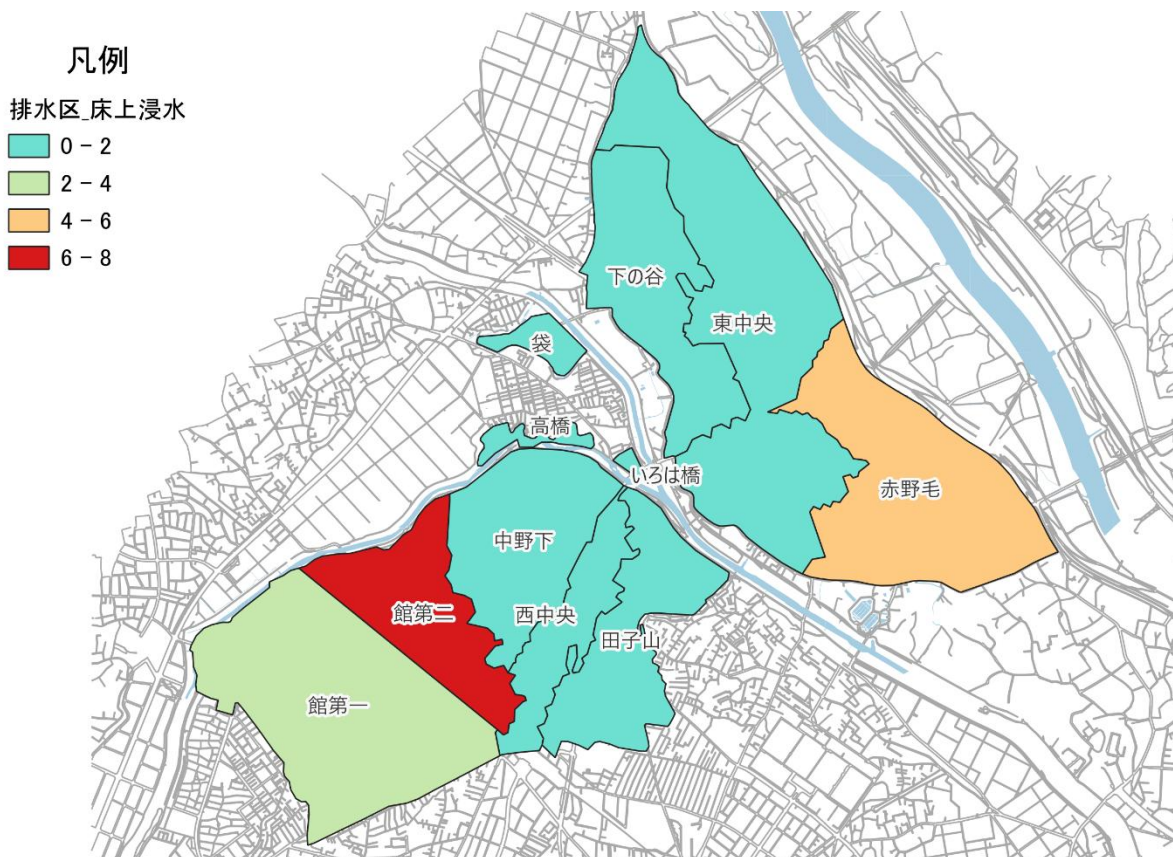 凡例
排水区_床上浸水
0 - 2
2 - 4
4 - 6
6 - 8
下の谷
東中央
袋
高橋
いろは橋
赤野毛
中野下
館第二
西中央
田子山
館第一